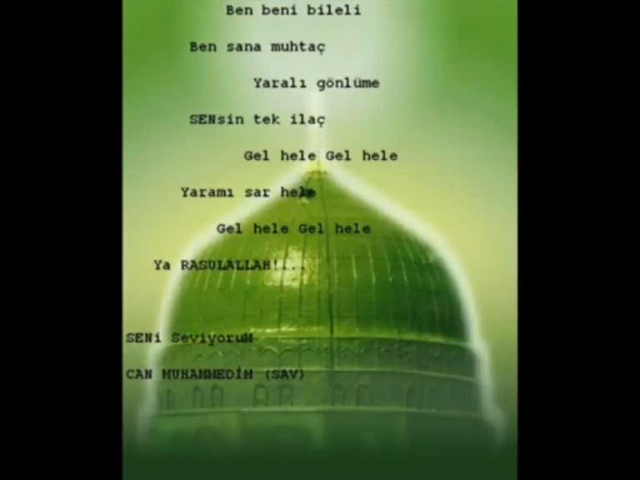 Ben beni bileli
Ben sana muhtaç
Yaralı gönlüme
SENsin tek ilaç
Gel hele Gel hele
Yaramı sar hele
Gel hele Gel hele
Ya RASULALLAH!...
SENi SeviyoruM
CAN MUHAMMEDİM (SAV)